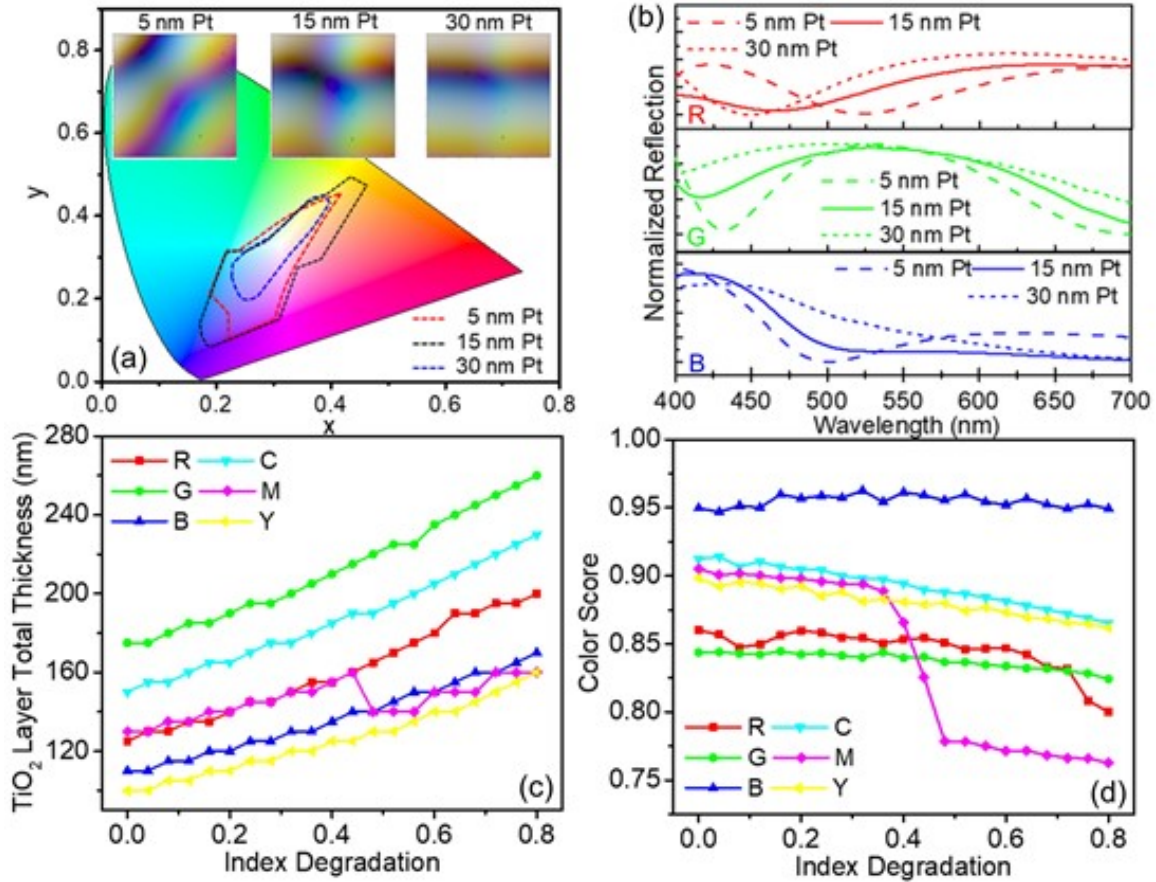 5 nm Pt 15 nm Pt 30 nm Pt
0.8
0.6
0.4
0.2
0.0
y
(a)
5 nm Pt
15 nm Pt
30 nm Pt
0.0 0.2 0.4 0.6 0.8
x
(b)
5 nm Pt 15 nm Pt
30 nm Pt
R
5 nm Pt
15 nm Pt
30 nm Pt
G
5 nm Pt 15 nm Pt
30 nm Pt
B
Normalized Reflection
400 450 500 550 600 650 700
Wavelength (nm)
280
240
200
160
120
TiO₂ Layer Total Thickness (nm)
R C
G M
B Y
(c)
0.0 0.2 0.4 0.6 0.8
Index Degradation
1.00
0.95
0.90
0.85
0.80
0.75
Color Score
R C
G M
B Y
(d)
0.0 0.2 0.4 0.6 0.8
Index Degradation